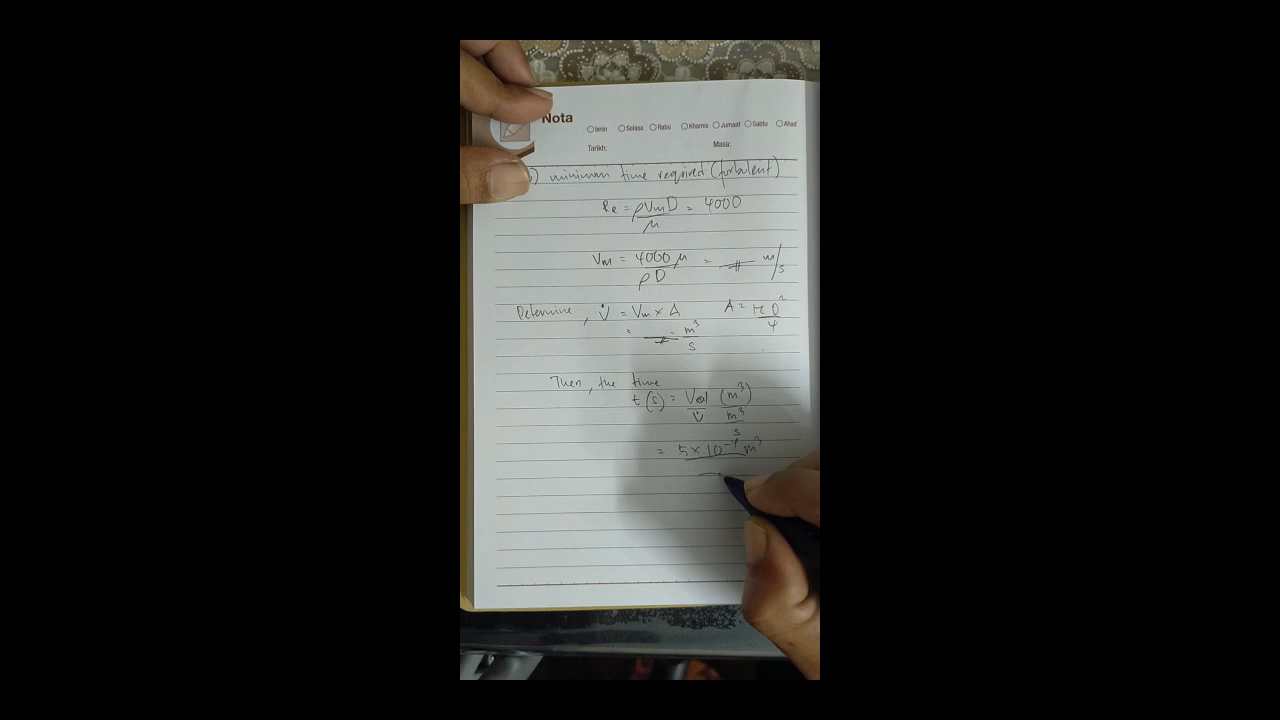 Nota
Isnin Selasa Rabu Khamis Jumaat Sabtu Ahad
Tarikh: Masa:
) minimum time required (turbulent)
Re = ρVmD = 4000
μ
Vm = 4000 μ = m/s
ρD
Determine, V̇ = Vm × A A = πD²
4
= m³
s
Then, the time
t (s) = Vol (m³)
V̇ m³
s
= 5 × 10⁻⁴ m³